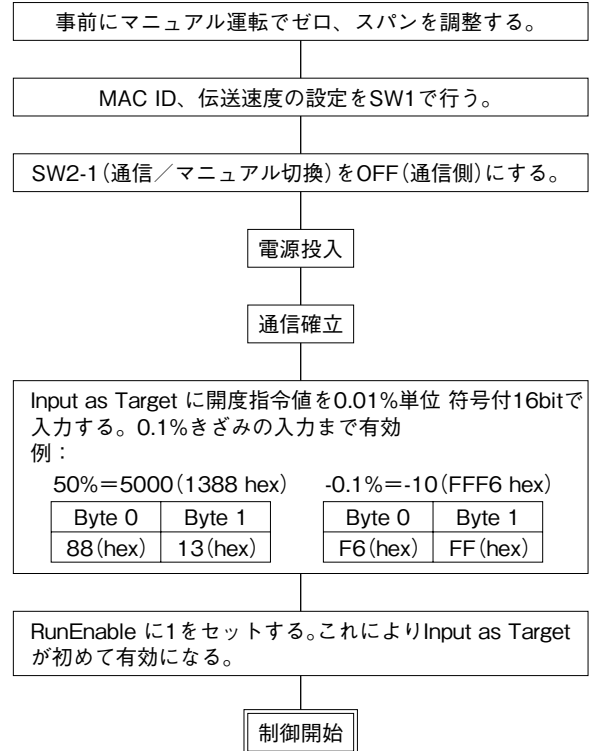 事前にマニュアル運転でゼロ、スパンを調整する。
MAC ID、伝送速度の設定をSW1で行う。
SW2-1(通信/マニュアル切換)をOFF(通信側)にする。
電源投入
通信確立
Input as Target に開度指令値を0.01%単位 符号付16bitで
入力する。0.1%きざみの入力まで有効
例：
50%＝5000(1388 hex) -0.1%＝-10(FFF6 hex)
Byte 0 Byte 1 Byte 0 Byte 1
88(hex) 13(hex) F6(hex) FF(hex)
RunEnable に1をセットする。これによりInput as Target
が初めて有効になる。
制御開始